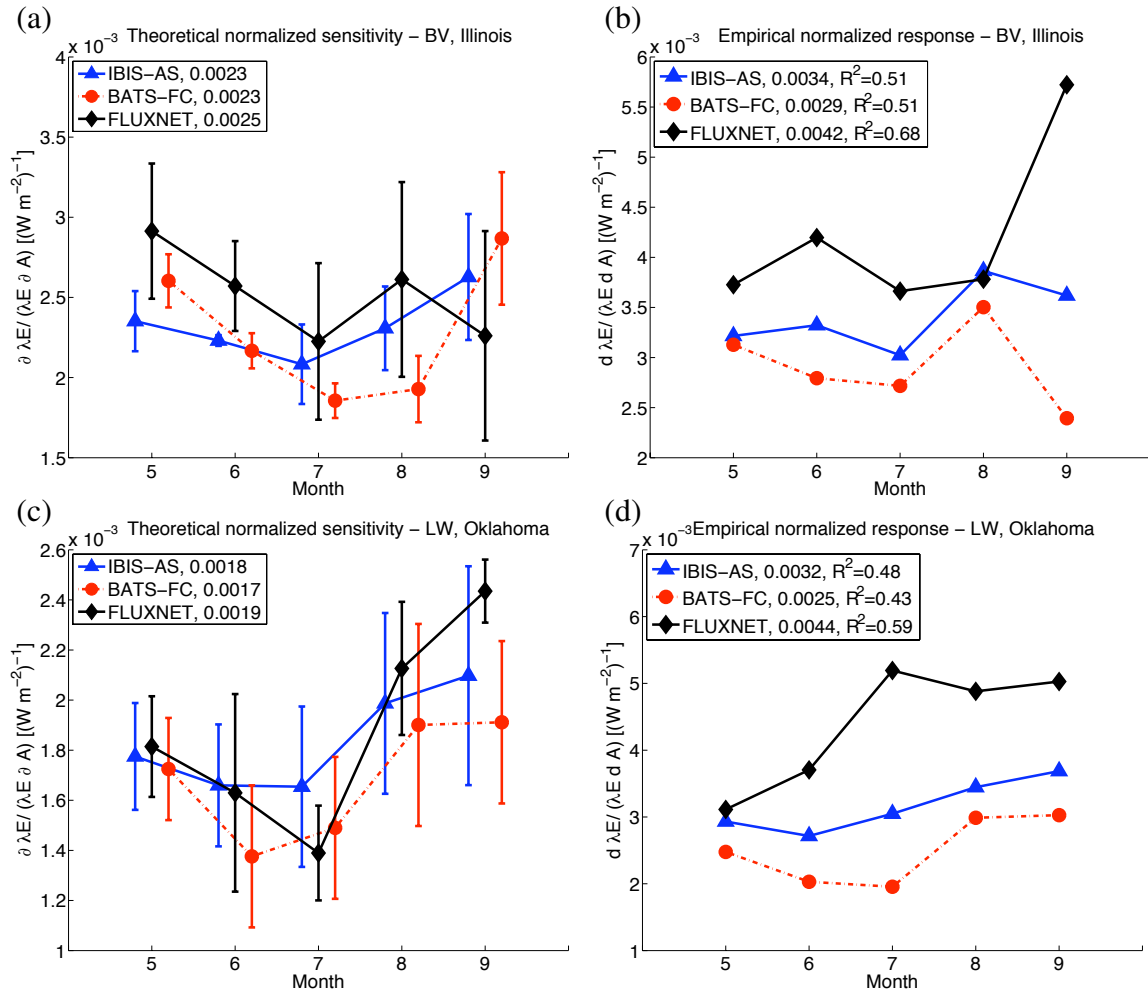 (a)
x 10⁻³ Theoretical normalized sensitivity − BV, Illinois
4
3.5
3
2.5
2
1.5
∂ λE/ (λE ∂ A) [(W m⁻²)⁻¹]
IBIS−AS, 0.0023
BATS−FC, 0.0023
FLUXNET, 0.0025
5 6 7 8 9
Month
(b)
x 10⁻³ Empirical normalized response − BV, Illinois
6
5.5
5
4.5
4
3.5
3
2.5
2
d λE/ (λE d A) [(W m⁻²)⁻¹]
IBIS−AS, 0.0034, R²=0.51
BATS−FC, 0.0029, R²=0.51
FLUXNET, 0.0042, R²=0.68
5 6 7 8 9
Month
(c)
x 10⁻³ Theoretical normalized sensitivity − LW, Oklahoma
2.6
2.4
2.2
2
1.8
1.6
1.4
1.2
1
∂ λE/ (λE ∂ A) [(W m⁻²)⁻¹]
IBIS−AS, 0.0018
BATS−FC, 0.0017
FLUXNET, 0.0019
5 6 7 8 9
Month
(d)
x 10⁻³ Empirical normalized response − LW, Oklahoma
7
6
5
4
3
2
1
d λE/ (λE d A) [(W m⁻²)⁻¹]
IBIS−AS, 0.0032, R²=0.48
BATS−FC, 0.0025, R²=0.43
FLUXNET, 0.0044, R²=0.59
5 6 7 8 9
Month